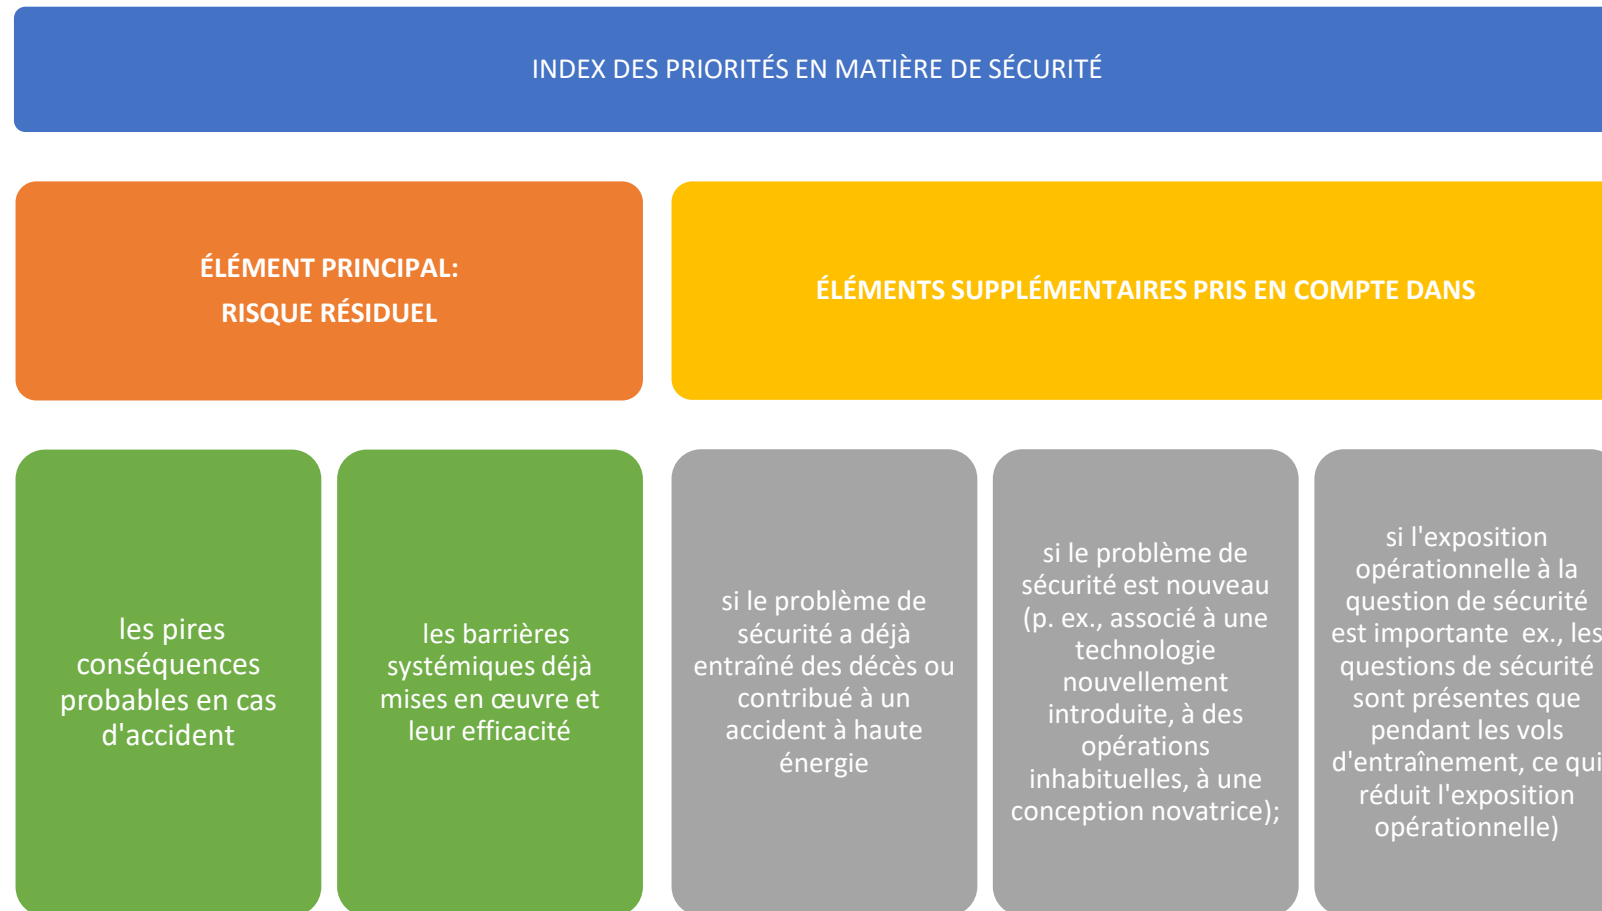 INDEX DES PRIORITÉS EN MATIÈRE DE SÉCURITÉ
ÉLÉMENT PRINCIPAL:
RISQUE RÉSIDUEL
ÉLÉMENTS SUPPLÉMENTAIRES PRIS EN COMPTE DANS
les pires
conséquences
probables en cas
d'accident
les barrières
systémiques déjà
mises en œuvre et
leur efficacité
si le problème de
sécurité a déjà
entraîné des décès ou
contribué à un
accident à haute
énergie
si le problème de
sécurité est nouveau
(p. ex., associé à une
technologie
nouvellement
introduite, à des
opérations
inhabituelles, à une
conception novatrice);
si l'exposition
opérationnelle à la
question de sécurité
est importante ex., les
questions de sécurité
sont présentes que
pendant les vols
d'entraînement, ce qui
réduit l'exposition
opérationnelle)